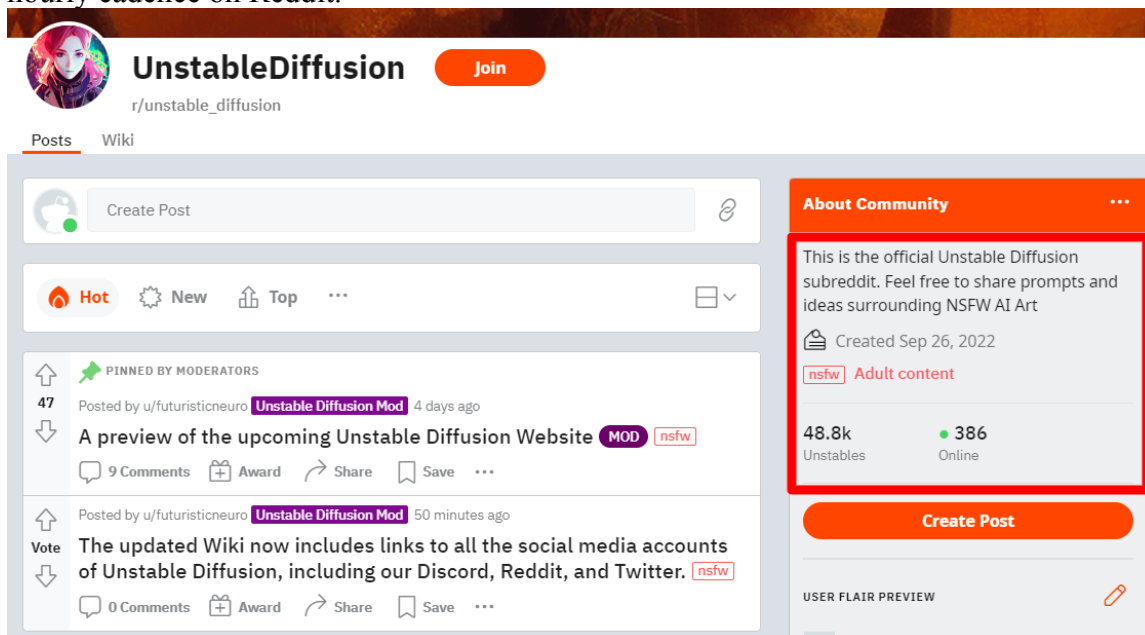 hourly cadence on Reddit.
UnstableDiffusion
Join
r/unstable_diffusion
Posts Wiki
Create Post
Hot New Top ...
PINNED BY MODERATORS
47
Posted by u/futuristicneuro Unstable Diffusion Mod 4 days ago
A preview of the upcoming Unstable Diffusion Website MOD nsfw
9 Comments Award Share Save ...
Posted by u/futuristicneuro Unstable Diffusion Mod 50 minutes ago
Vote
The updated Wiki now includes links to all the social media accounts
of Unstable Diffusion, including our Discord, Reddit, and Twitter. nsfw
0 Comments Award Share Save ...
About Community ...
This is the official Unstable Diffusion
subreddit. Feel free to share prompts and
ideas surrounding NSFW AI Art
Created Sep 26, 2022
nsfw Adult content
48.8k 386
Unstables Online
Create Post
USER FLAIR PREVIEW